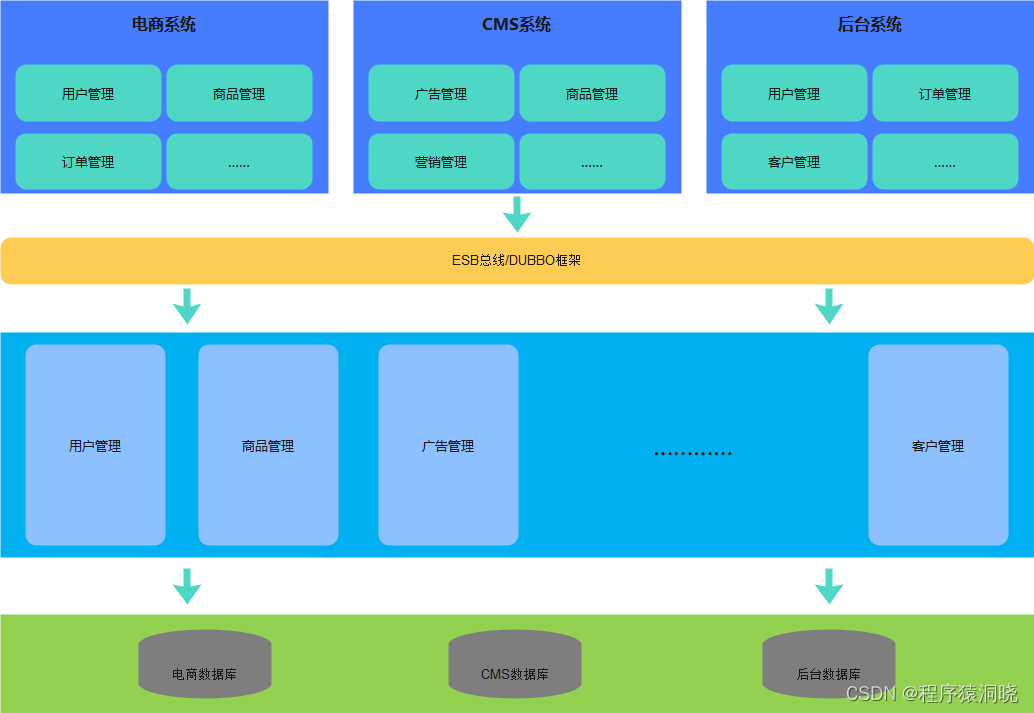 电商系统
CMS系统
后台系统
用户管理
商品管理
广告管理
商品管理
用户管理
订单管理
订单管理
......
营销管理
......
客户管理
......
ESB总线/DUBBO框架
用户管理
商品管理
广告管理
............
客户管理
电商数据库
CMS数据库
后台数据库
CSDN @程序猿洞晓